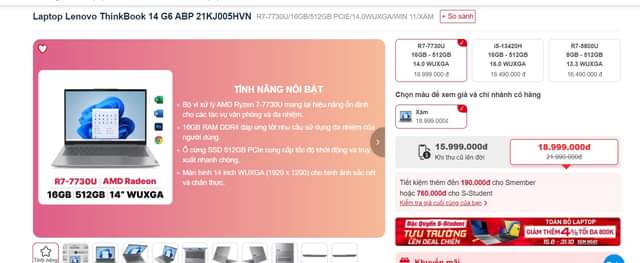 Laptop Lenovo ThinkBook 14 G6 ABP 21KJ005HVN R7-7730U/16GB/512GB PCIE/14.0WUXGA/WIN 11/XÁM + So sánh
TÍNH NĂNG NỔI BẬT
Bộ vi xử lý AMD Ryzen 7-7730U mang lại hiệu năng ổn định
cho các tác vụ văn phòng và đa nhiệm.
16GB RAM DDR4 đáp ứng tốt nhu cầu sử dụng đa nhiệm của
người dùng.
Ổ cứng SSD 512GB PCIe cung cấp tốc độ khởi động và truy
xuất nhanh chóng.
Màn hình 14 inch WUXGA (1920 x 1200) cho hình ảnh sắc nét
và chân thực.
R7-7730U AMD Radeon
16GB 512GB 14" WUXGA
Tính năng
R7-7730U
16GB - 512GB
14.0 WUXGA
18.999.000 đ
i5-13420H
16GB - 512GB
16.0 WUXGA
18.490.000 đ
R7-5800U
8GB - 512GB
13.3 WUXGA
16.490.000 đ
Chọn màu để xem giá và chi nhánh có hàng
Xám
18.999.000đ
15.999.000đ
Khi thu cũ lên đời
18.999.000đ
21.990.000đ
Tiết kiệm thêm đến 190.000đ cho Smember
hoặc 760.000đ cho S-Student
Kiểm tra giá cuối cùng của bạn
Đặc Quyền S-Student
TỰU TRƯỜNG
LÊN DEAL CHIẾN
TOÀN BỘ LAPTOP
GIẢM THÊM 4% TỐI ĐA 800K
15.8 - 31.10
Khuyến mãi